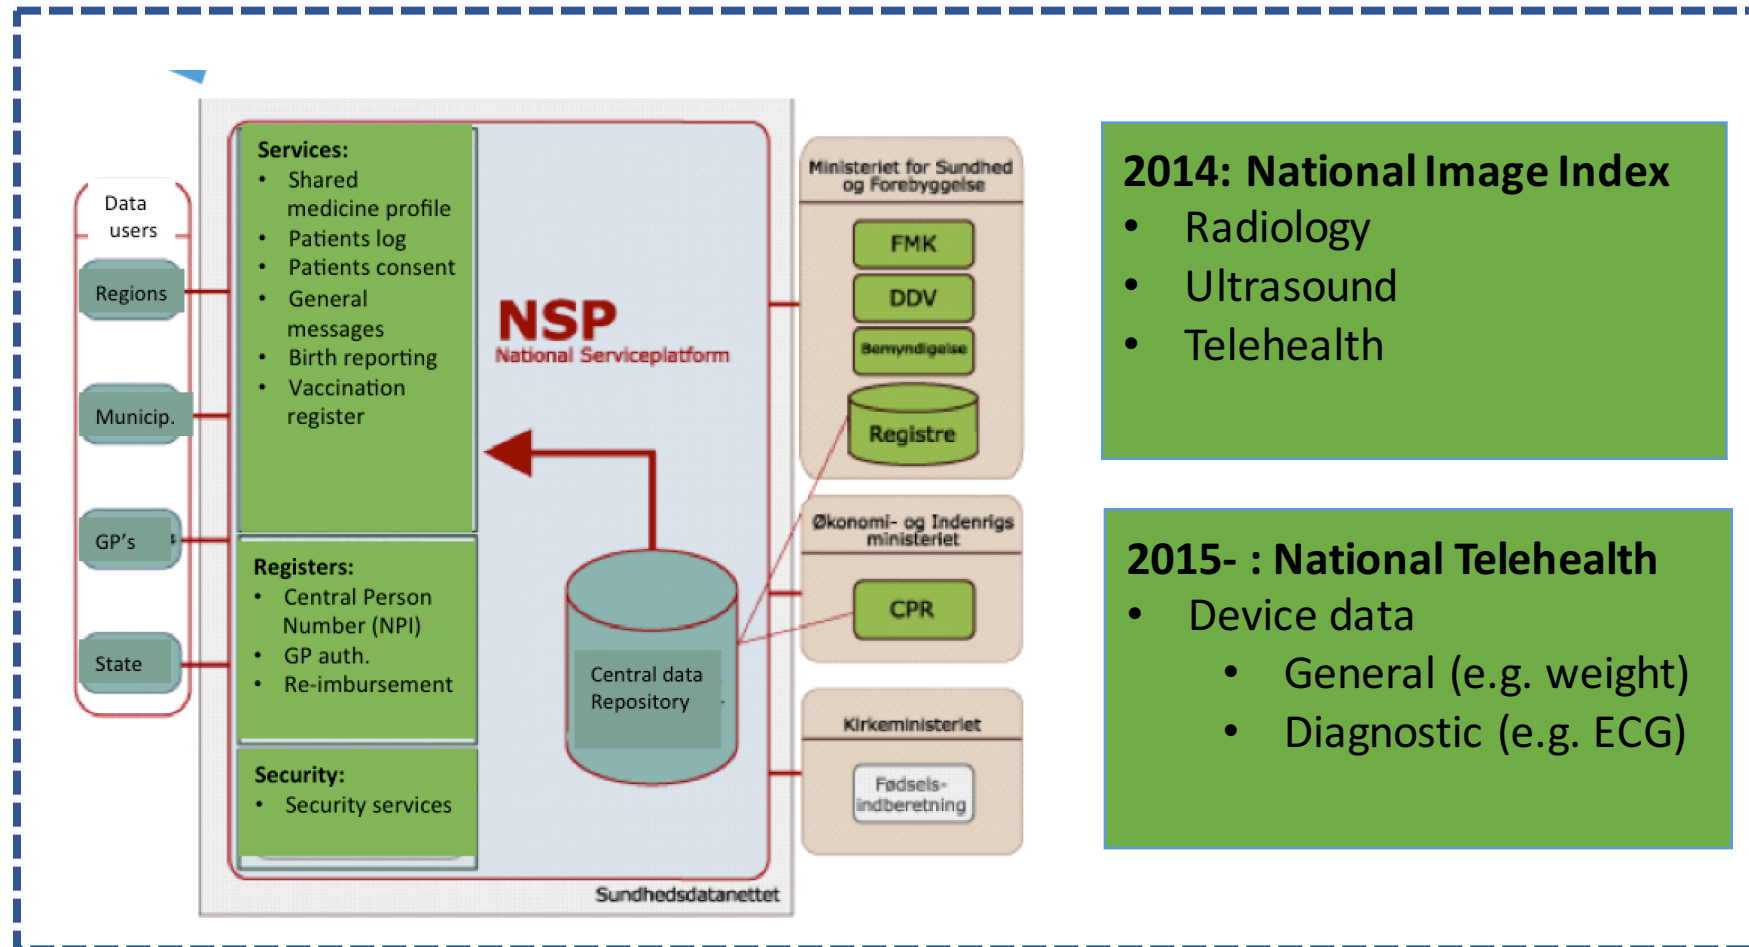 Data
users
Regions
Municip.
GP's
State
Services:
• Shared
medicine profile
• Patients log
• Patients consent
• General
messages
• Birth reporting
• Vaccination
register
Registers:
• Central Person
Number (NPI)
• GP auth.
• Re-imbursement
Security:
• Security services
NSP
National Serviceplatform
Central data
Repository
Sundhedsdatanettet
Ministeriet for Sundhed
og Forebyggelse
FMK
DDV
Bemyndigelse
Registre
Økonomi- og Indenrigs
ministeriet
CPR
Kirkeministeriet
Fødsels-
indberetning
2014: National Image Index
• Radiology
• Ultrasound
• Telehealth
2015- : National Telehealth
• Device data
• General (e.g. weight)
• Diagnostic (e.g. ECG)